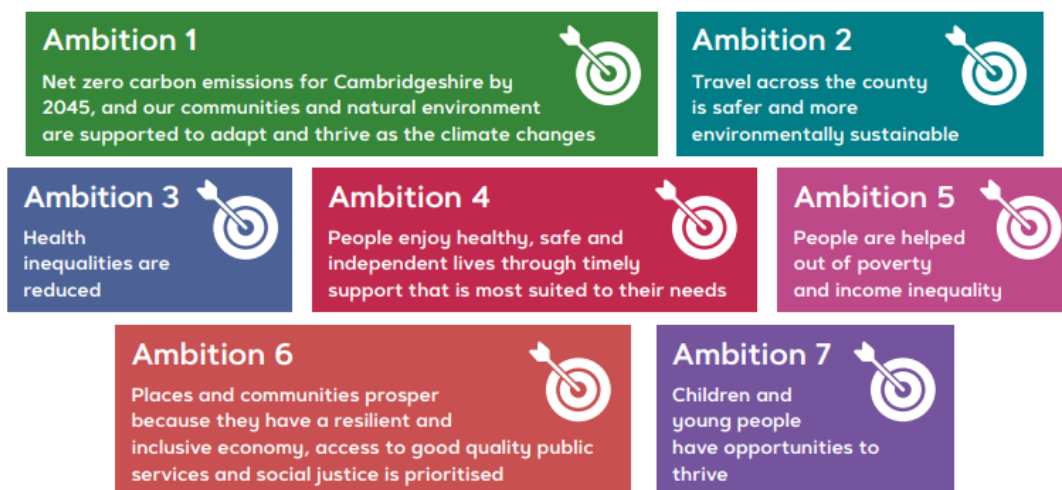 Ambition 1
Net zero carbon emissions for Cambridgeshire by
2045, and our communities and natural environment
are supported to adapt and thrive as the climate changes
Ambition 2
Travel across the county
is safer and more
environmentally sustainable
Ambition 3
Health
inequalities are
reduced
Ambition 4
People enjoy healthy, safe and
independent lives through timely
support that is most suited to their needs
Ambition 5
People are helped
out of poverty
and income inequality
Ambition 6
Places and communities prosper
because they have a resilient and
inclusive economy, access to good quality public
services and social justice is prioritised
Ambition 7
Children and
young people
have opportunities to
thrive